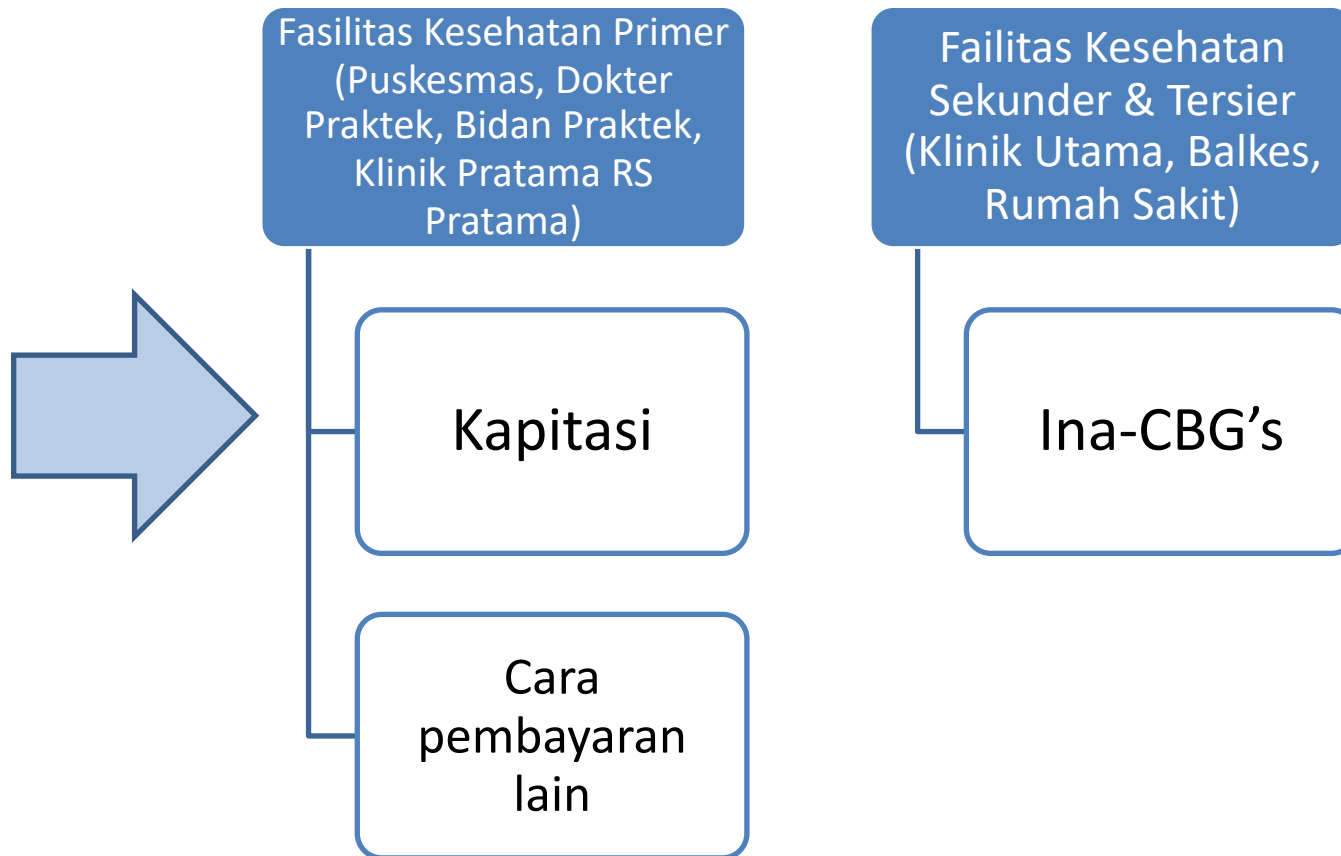 Fasilitas Kesehatan Primer
(Puskesmas, Dokter
Praktek, Bidan Praktek,
Klinik Pratama RS
Pratama)
Kapitasi
Cara
pembayaran
lain
Failitas Kesehatan
Sekunder & Tersier
(Klinik Utama, Balkes,
Rumah Sakit)
Ina-CBG’s